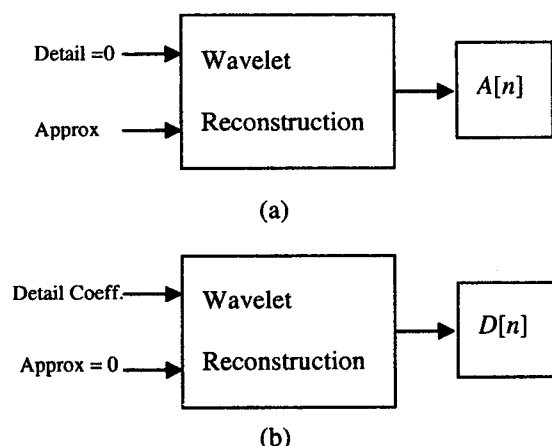 Detail =0
Approx
Wavelet
Reconstruction
A[n]
(a)
Detail Coeff.
Approx = 0
Wavelet
Reconstruction
D[n]
(b)